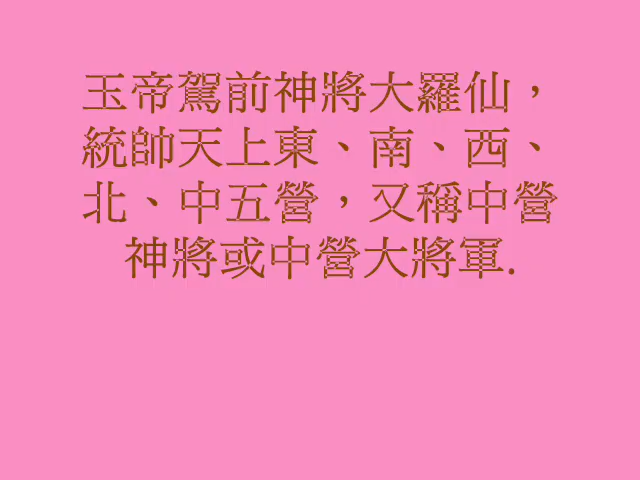 玉帝駕前神將大羅仙，
統帥天上東、南、西、
北、中五營，又稱中營
神將或中營大將軍.